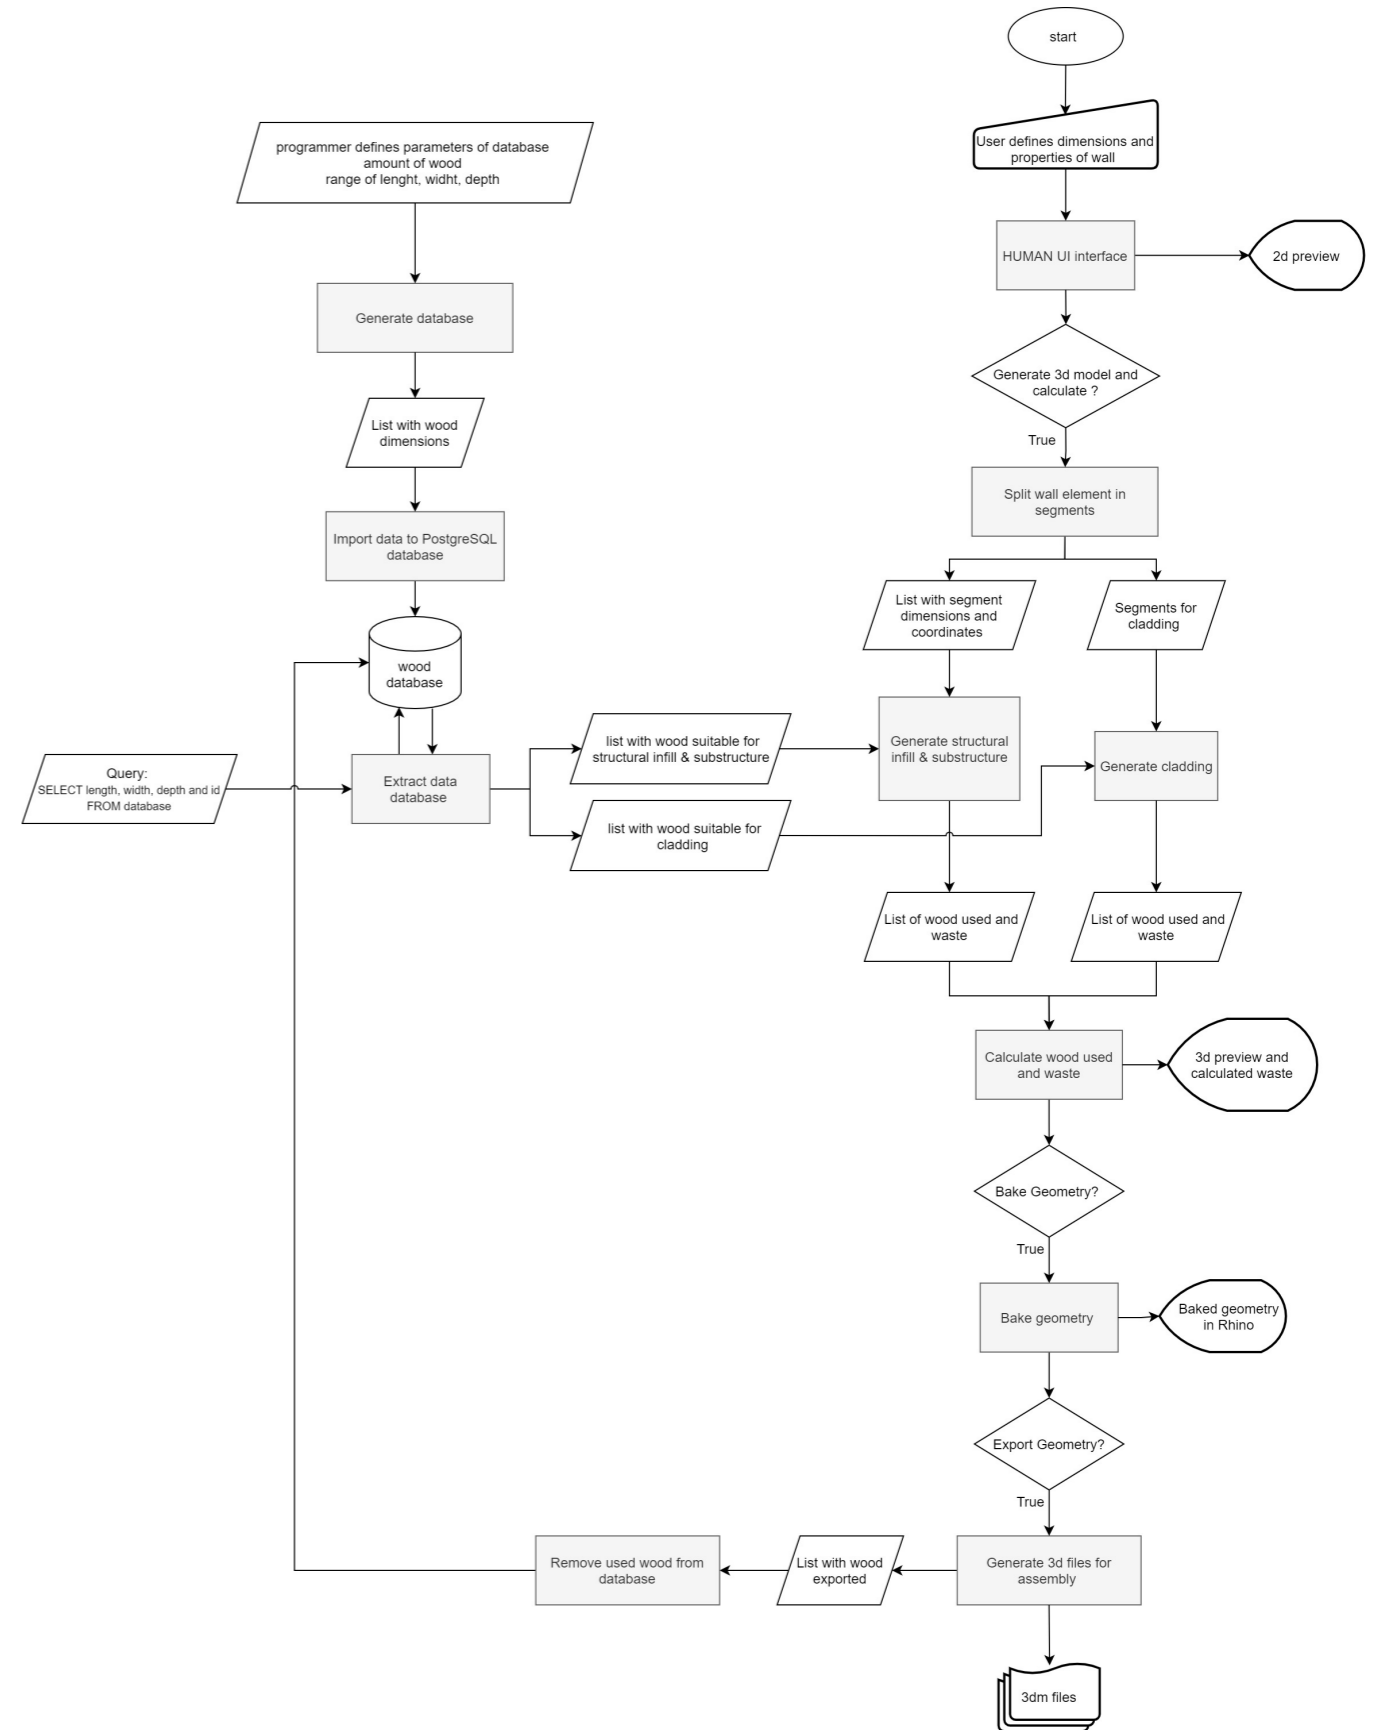 start
User defines dimensions and
properties of wall
programmer defines parameters of database
amount of wood
range of lenght, widht, depth
HUMAN UI interface
2d preview
Generate database
Generate 3d model and
calculate ?
True
List with wood
dimensions
Split wall element in
segments
Import data to PostgreSQL
database
List with segment
dimensions and
coordinates
Segments for
cladding
wood
database
list with wood suitable for
structural infill & substructure
Generate structural
infill & substructure
Generate cladding
Query:
SELECT length, width, depth and id
FROM database
Extract data
database
list with wood suitable for
cladding
List of wood used and
waste
List of wood used and
waste
Calculate wood used
and waste
3d preview and
calculated waste
Bake Geometry?
True
Bake geometry
Baked geometry
in Rhino
Export Geometry?
True
Remove used wood from
database
List with wood
exported
Generate 3d files for
assembly
3dm files